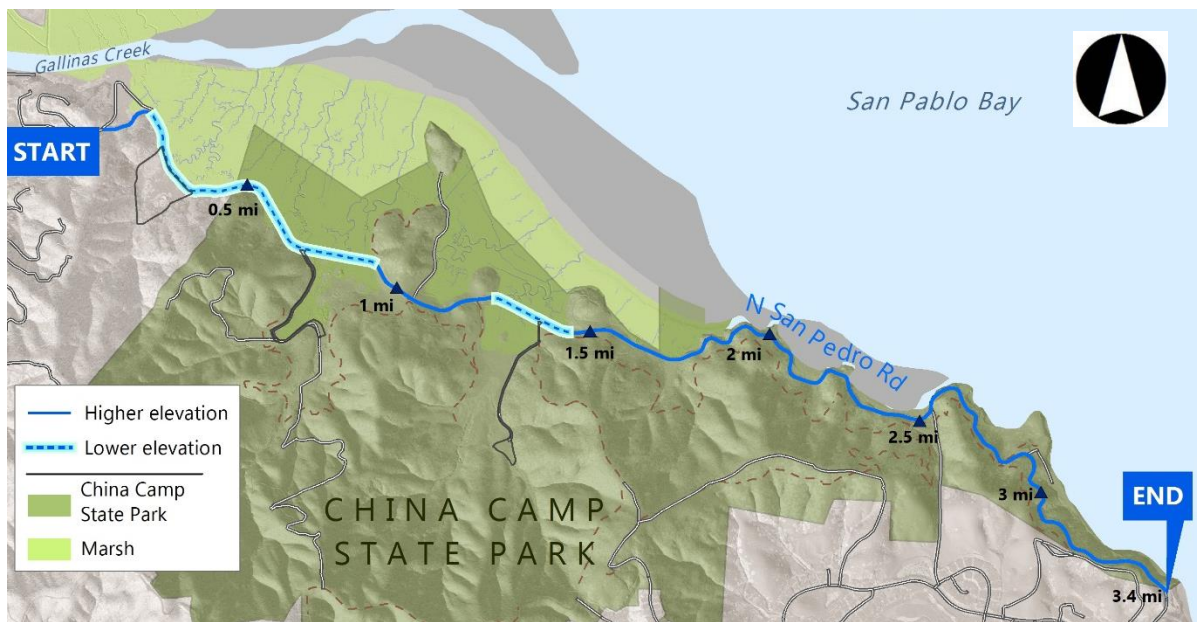 Gallinas Creek
San Pablo Bay
START
0.5 mi
1 mi
1.5 mi
2 mi
N San Pedro Rd
2.5 mi
3 mi
END
3.4 mi
CHINA CAMP
STATE PARK
Higher elevation
Lower elevation
China Camp
State Park
Marsh